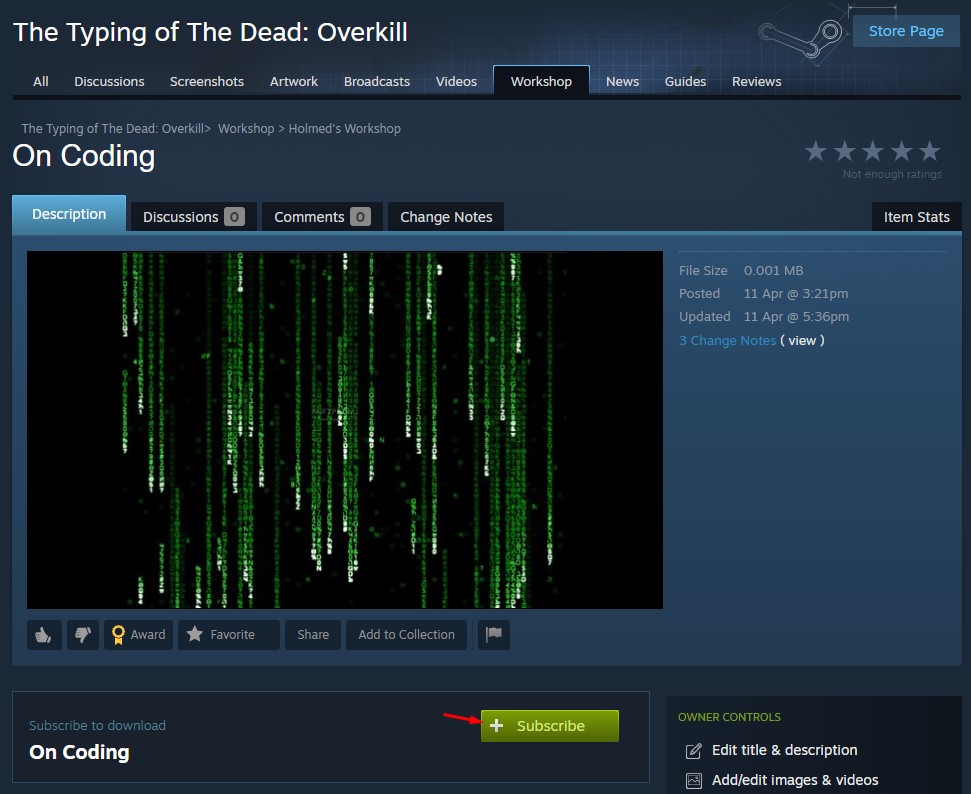 The Typing of The Dead: Overkill
Store Page
All Discussions Screenshots Artwork Broadcasts Videos Workshop News Guides Reviews
The Typing of The Dead: Overkill> Workshop > Holmed's Workshop
On Coding
Not enough ratings
Description Discussions 0 Comments 0 Change Notes Item Stats
File Size 0.001 MB
Posted 11 Apr @ 3:21pm
Updated 11 Apr @ 5:36pm
3 Change Notes ( view )
Award Favorite Share Add to Collection
Subscribe to download
On Coding
Subscribe
OWNER CONTROLS
Edit title & description
Add/edit images & videos